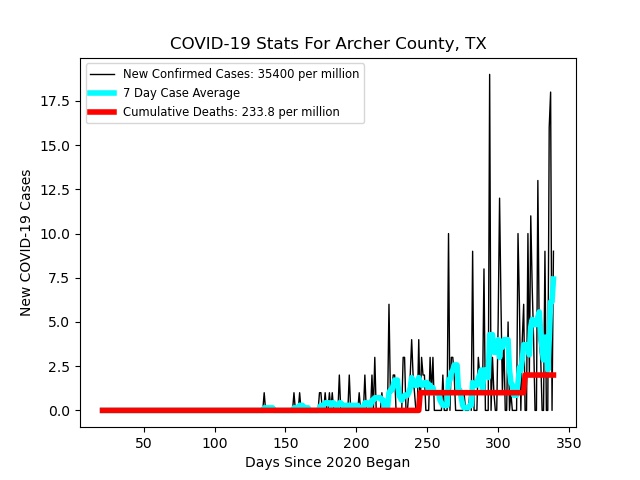 COVID-19 Stats For Archer County, TX
New Confirmed Cases: 35400 per million
7 Day Case Average
Cumulative Deaths: 233.8 per million
New COVID-19 Cases
17.5
15.0
12.5
10.0
7.5
5.0
2.5
0.0
50 100 150 200 250 300 350
Days Since 2020 Began